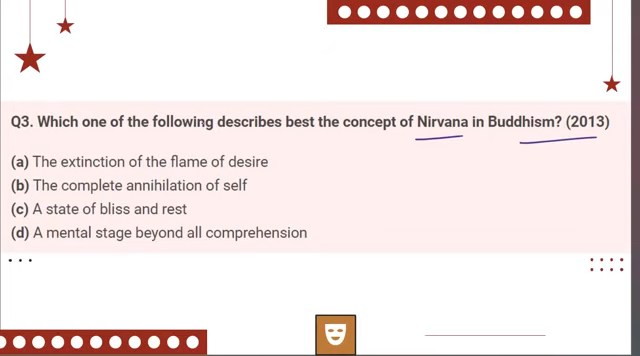 Q3. Which one of the following describes best the concept of Nirvana in Buddhism? (2013)
(a) The extinction of the flame of desire
(b) The complete annihilation of self
(c) A state of bliss and rest
(d) A mental stage beyond all comprehension